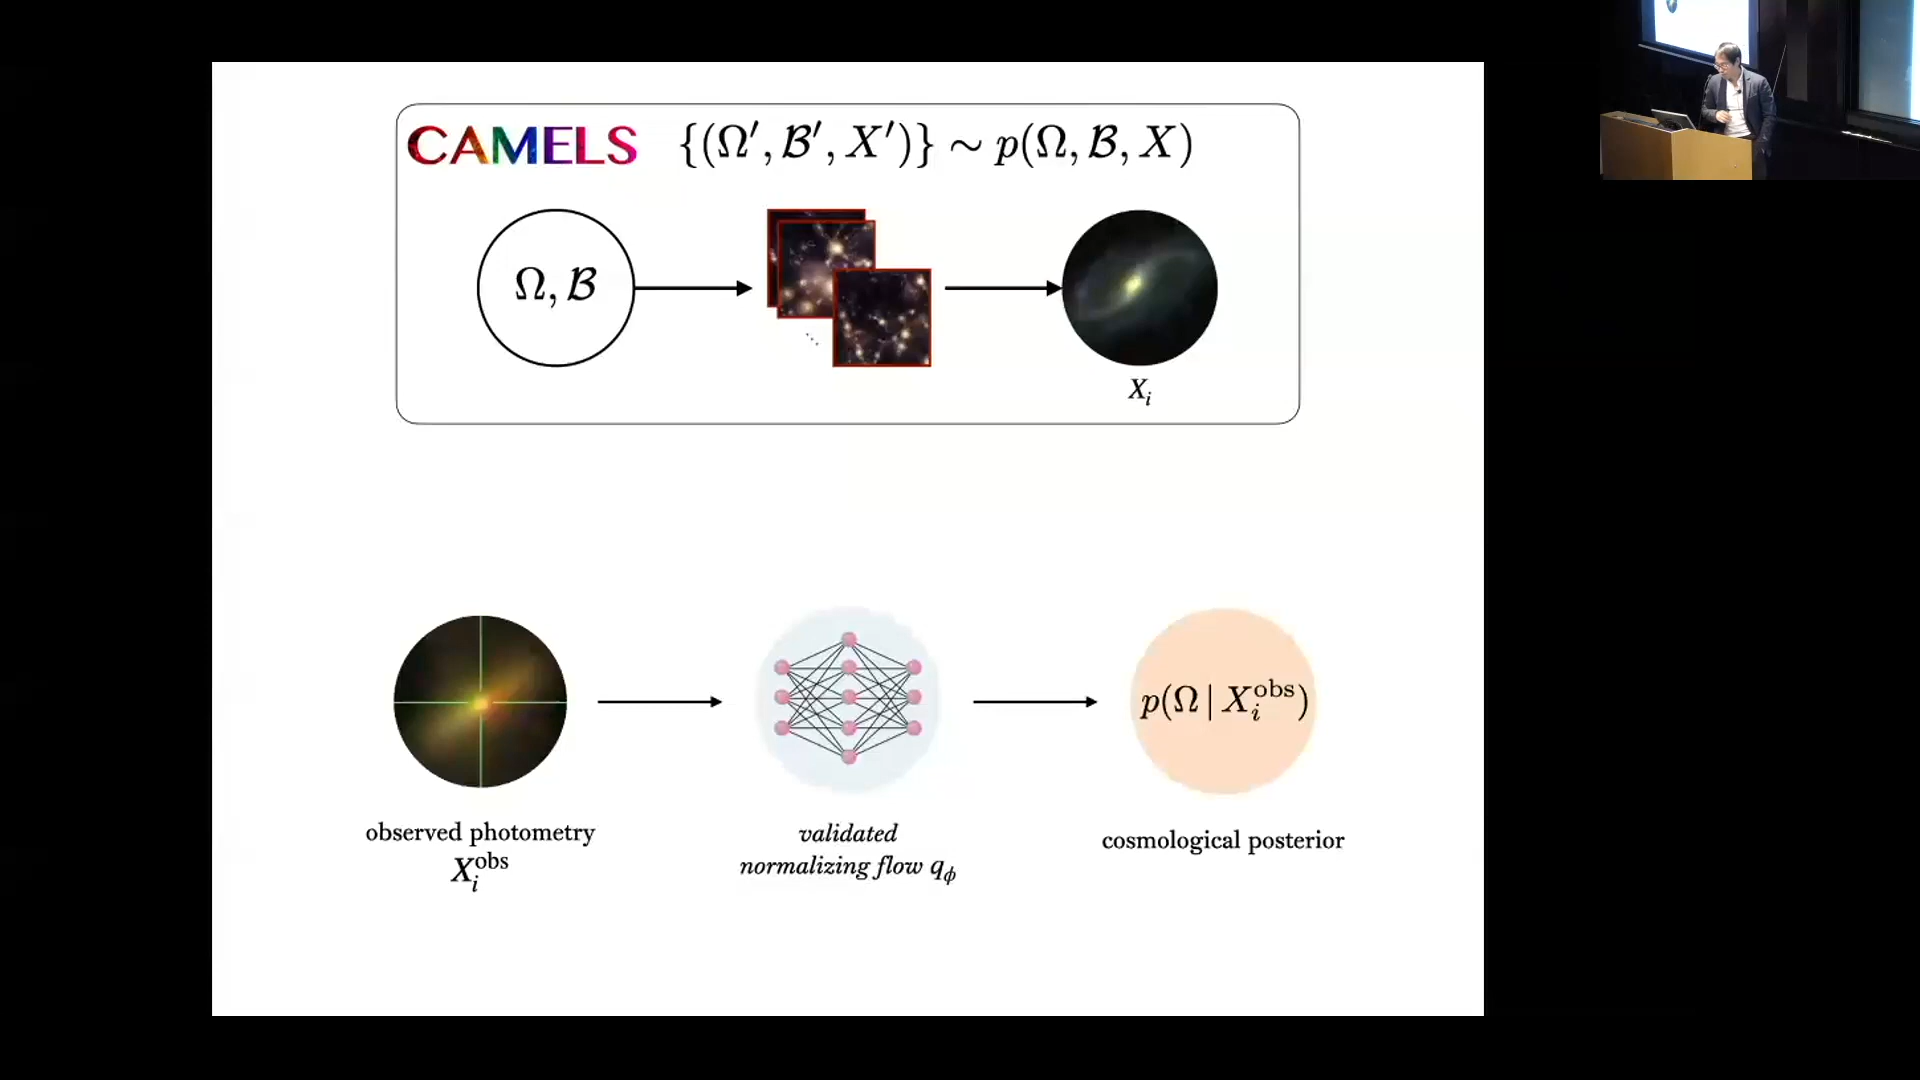 CAMELS {(Ω′, ℬ′, X′)} ~ p(Ω, ℬ, X)
Ω, ℬ
X_i
p(Ω | X_i^obs)
observed photometry
X_i^obs
validated
normalizing flow q_ϕ
cosmological posterior